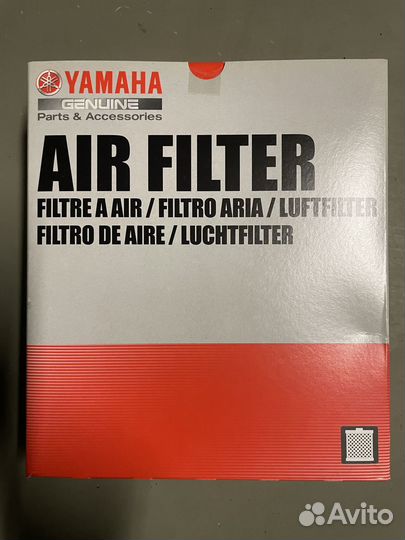 YAMAHA
GENUINE
Parts & Accessories
AIR FILTER
FILTRE A AIR / FILTRO ARIA / LUFTFILTER
FILTRO DE AIRE / LUCHTFILTER
Avito